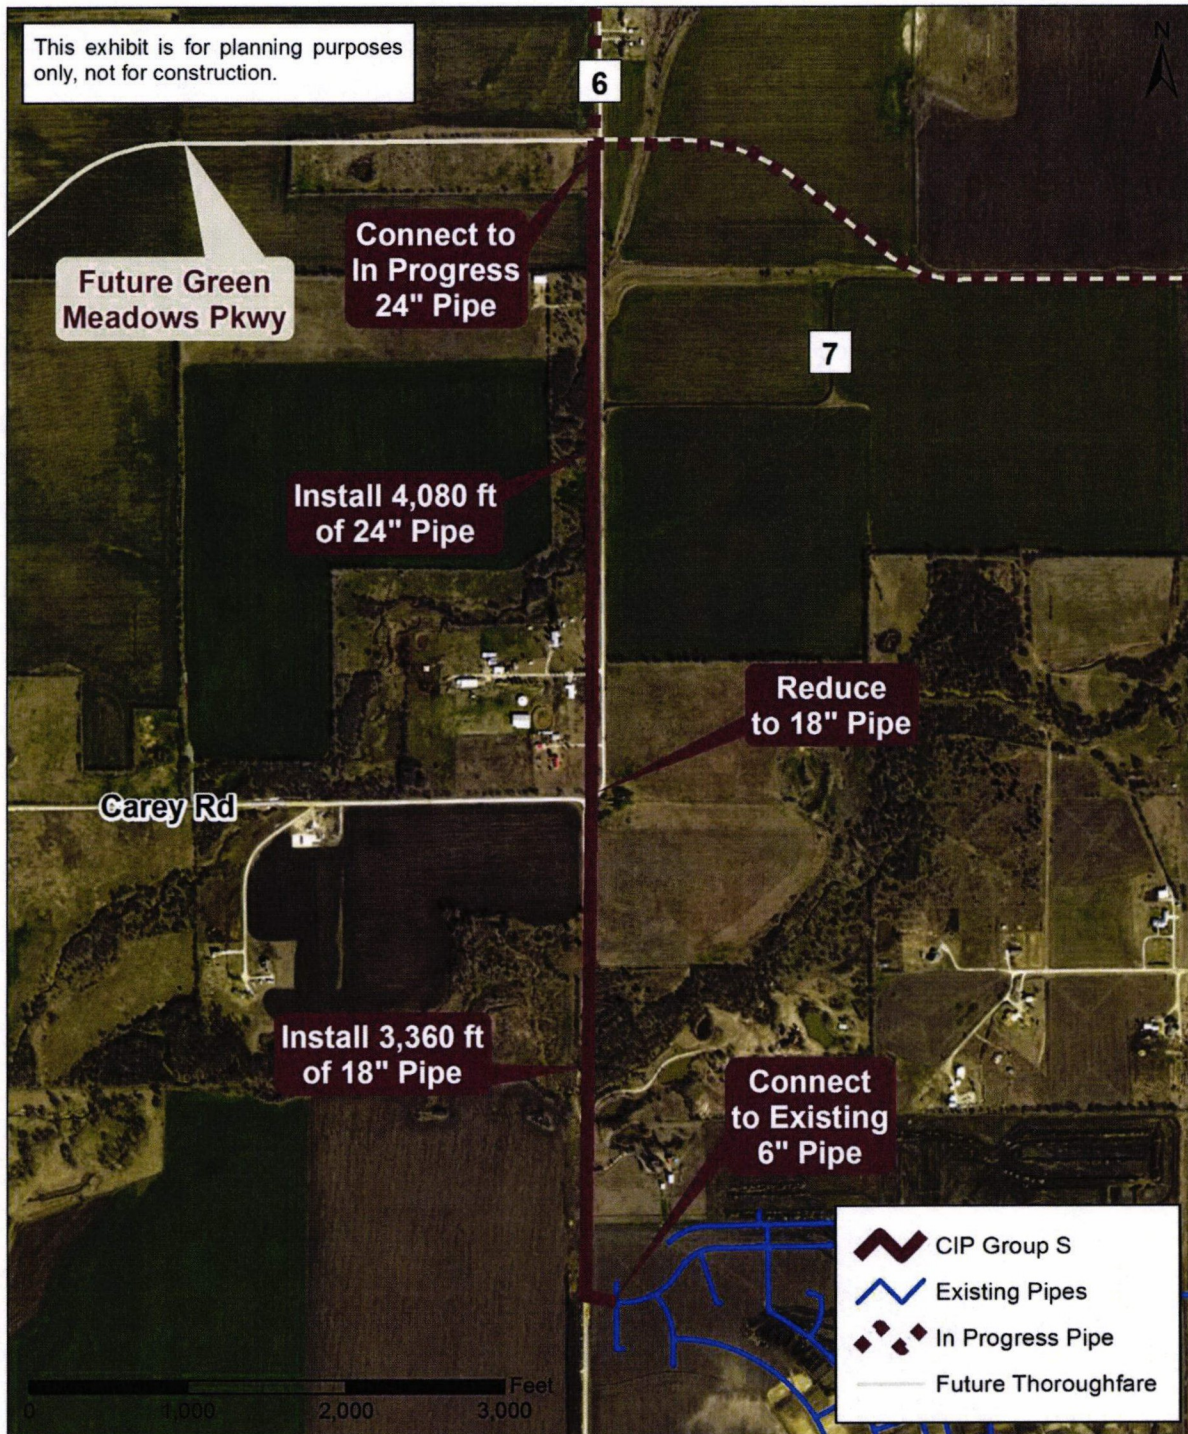 This exhibit is for planning purposes
only, not for construction.
N
6
Connect to
In Progress
24" Pipe
Future Green
Meadows Pkwy
7
Install 4,080 ft
of 24" Pipe
Reduce
to 18" Pipe
Carey Rd
Install 3,360 ft
of 18" Pipe
Connect
to Existing
6" Pipe
CIP Group S
Existing Pipes
In Progress Pipe
Future Thoroughfare
Feet
0 1,000 2,000 3,000